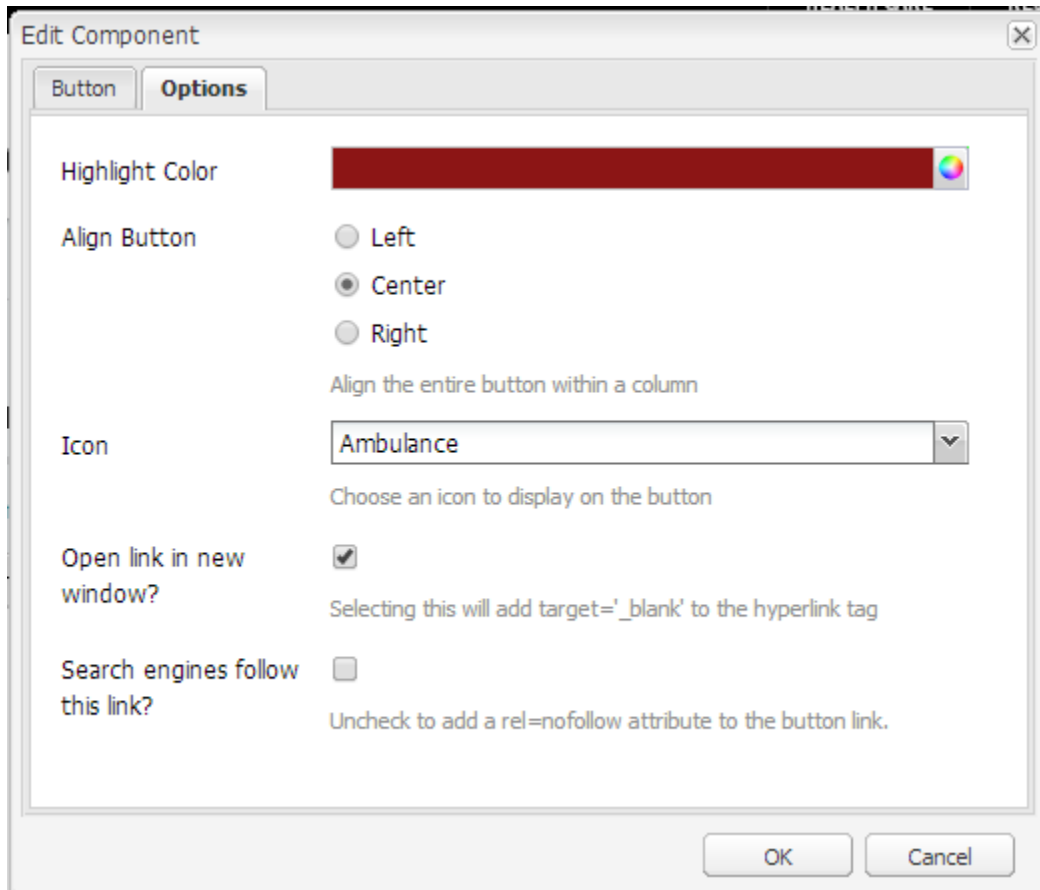 Edit Component
Button
Options
Highlight Color
Align Button
Left
Center
Right
Align the entire button within a column
Icon
Ambulance
Choose an icon to display on the button
Open link in new
window?
Selecting this will add target='_blank' to the hyperlink tag
Search engines follow
this link?
Uncheck to add a rel=nofollow attribute to the button link.
OK
Cancel